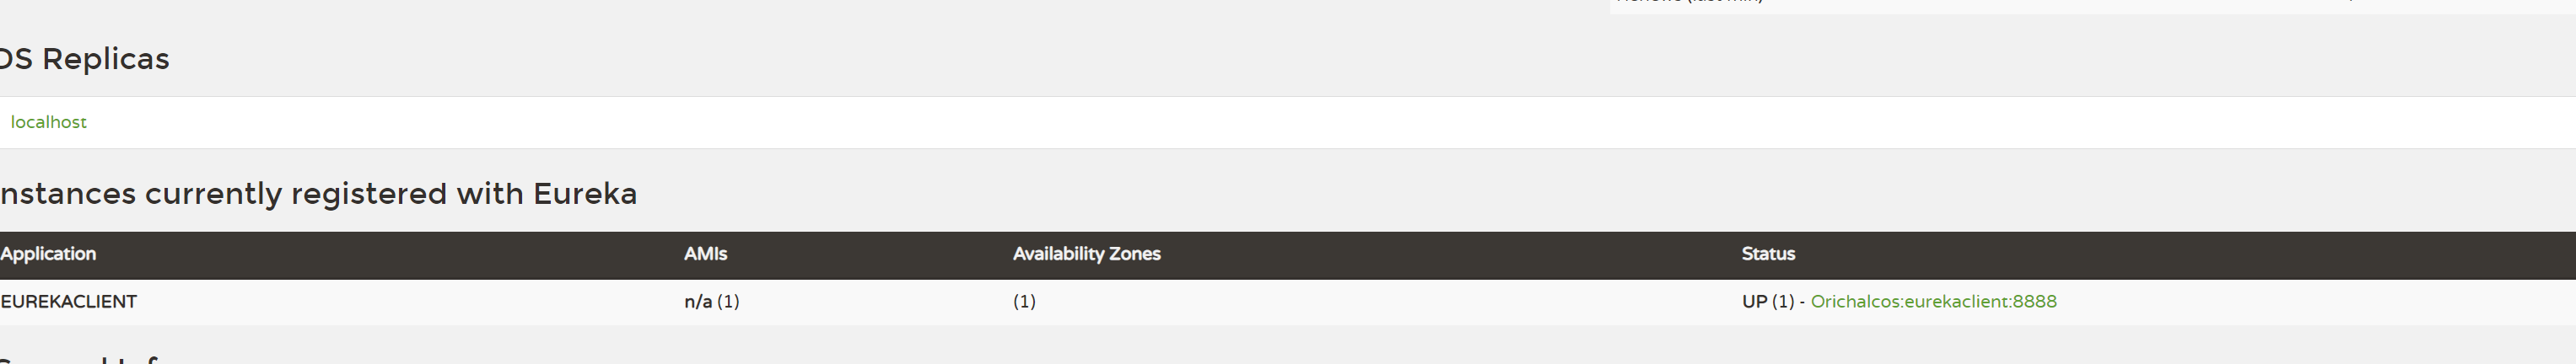 DS Replicas
localhost
nstances currently registered with Eureka
Application AMIs Availability Zones Status
EUREKACLIENT n/a (1) (1) UP (1) - Orichalcos:eurekaclient:8888